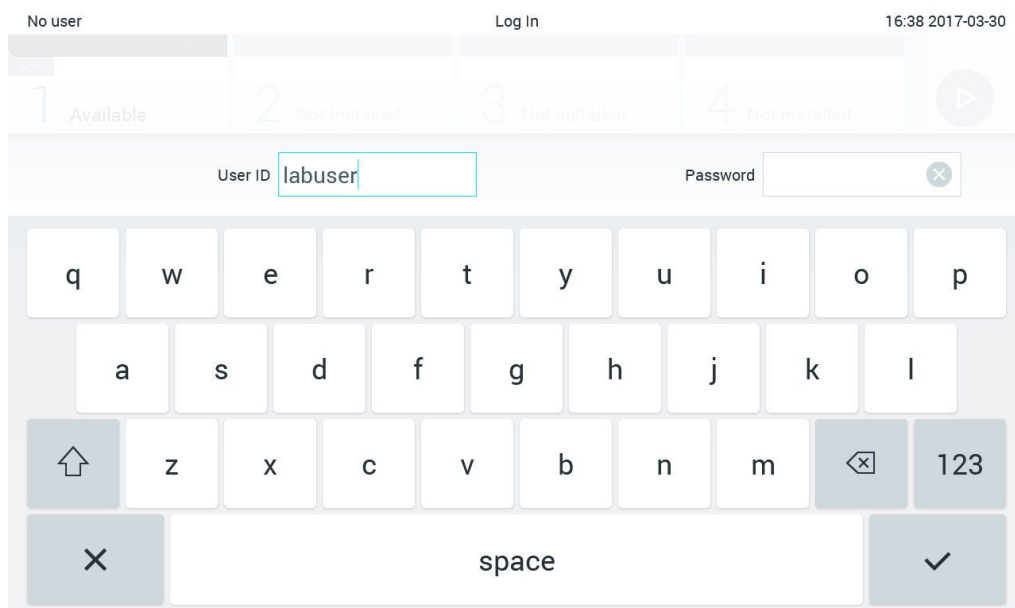 No user Log In 16:38 2017-03-30
-:--
1 Available 2 Not installed 3 Not installed 4 Not installed
User ID labuser Password
q w e r t y u i o p
a s d f g h j k l
z x c v b n m 123
space